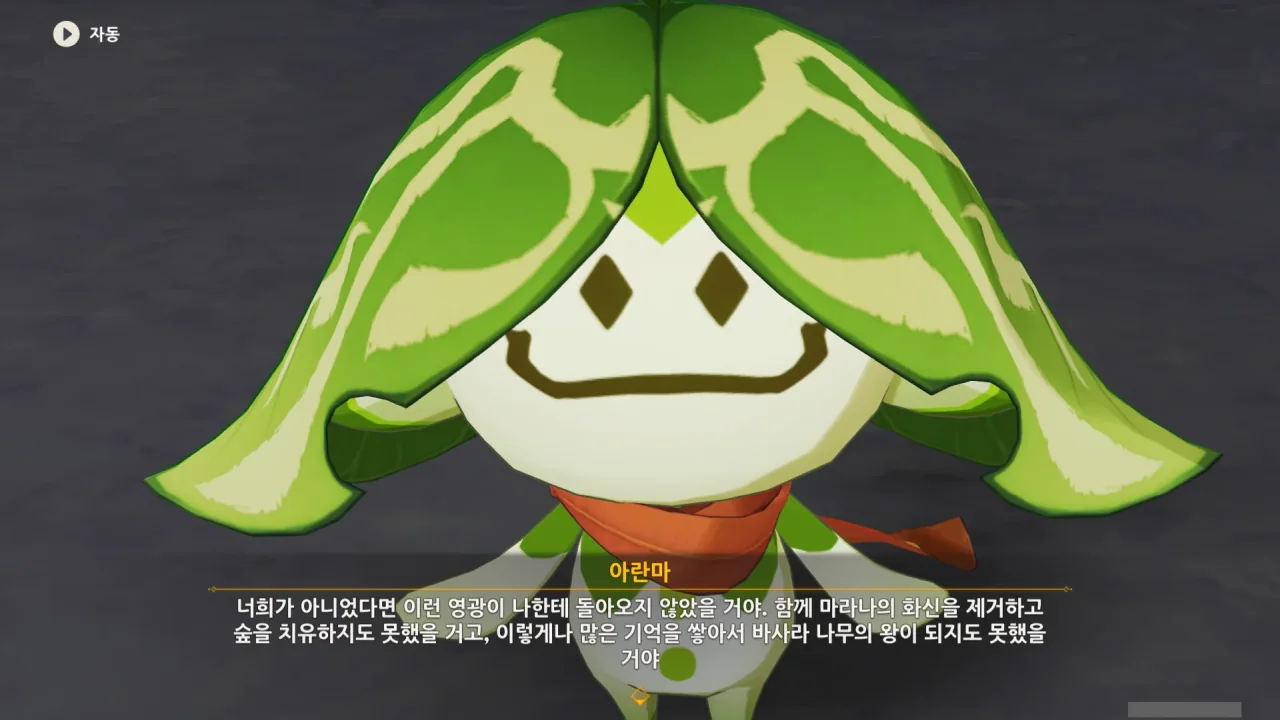 자동
아란마
너희가 아니었다면 이런 영광이 나한테 돌아오지 않았을 거야. 함께 마라나의 화신을 제거하고
숲을 치유하지도 못했을 거고, 이렇게나 많은 기억을 쌓아서 바사라 나무의 왕이 되지도 못했을
거야